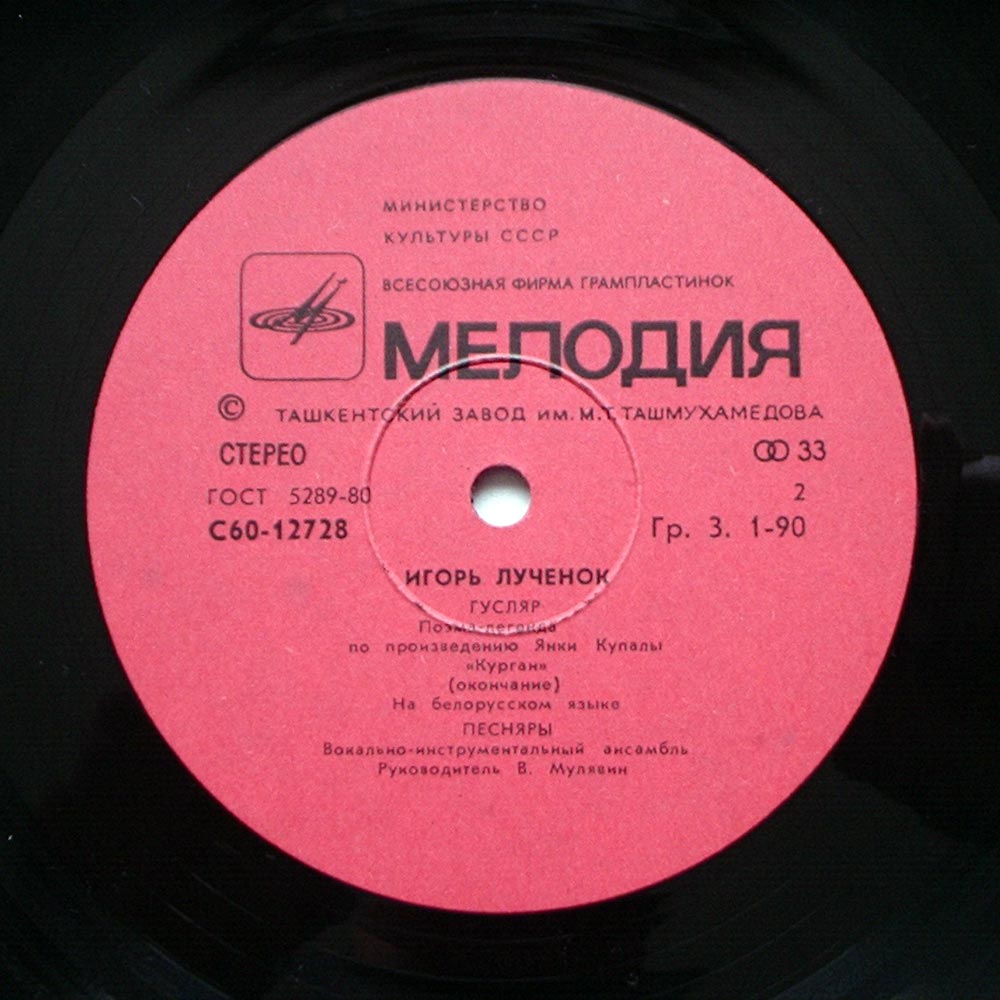 МИНИСТЕРСТВО
КУЛЬТУРЫ СССР
ВСЕСОЮЗНАЯ ФИРМА ГРАМПЛАСТИНОК
МЕЛОДИЯ
© ТАШКЕНТСКИЙ ЗАВОД ИМ. М.Т. ТАШМУХАМЕДОВА
СТЕРЕО 33
ГОСТ 5289-80 2
С60-12728 Гр. 3. 1-90
ИГОРЬ ЛУЧЕНОК
ГУСЛЯР
Поэма-легенда
по произведению Янки Купалы
«Курган»
(окончание)
На белорусском языке
ПЕСНЯРЫ
Вокально-инструментальный ансамбль
Руководитель В. Мулявин